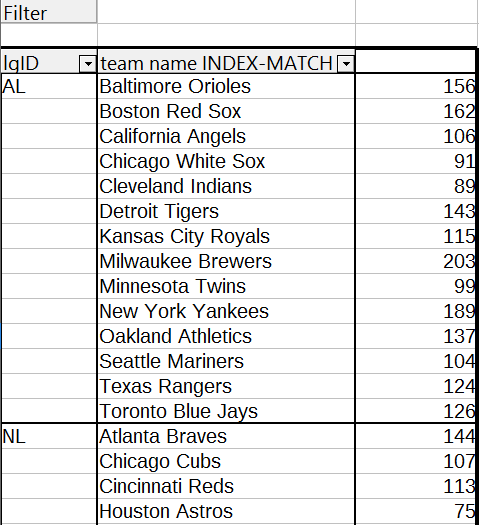 Filter
lgID team name INDEX-MATCH
AL Baltimore Orioles 156
Boston Red Sox 162
California Angels 106
Chicago White Sox 91
Cleveland Indians 89
Detroit Tigers 143
Kansas City Royals 115
Milwaukee Brewers 203
Minnesota Twins 99
New York Yankees 189
Oakland Athletics 137
Seattle Mariners 104
Texas Rangers 124
Toronto Blue Jays 126
NL Atlanta Braves 144
Chicago Cubs 107
Cincinnati Reds 113
Houston Astros 75